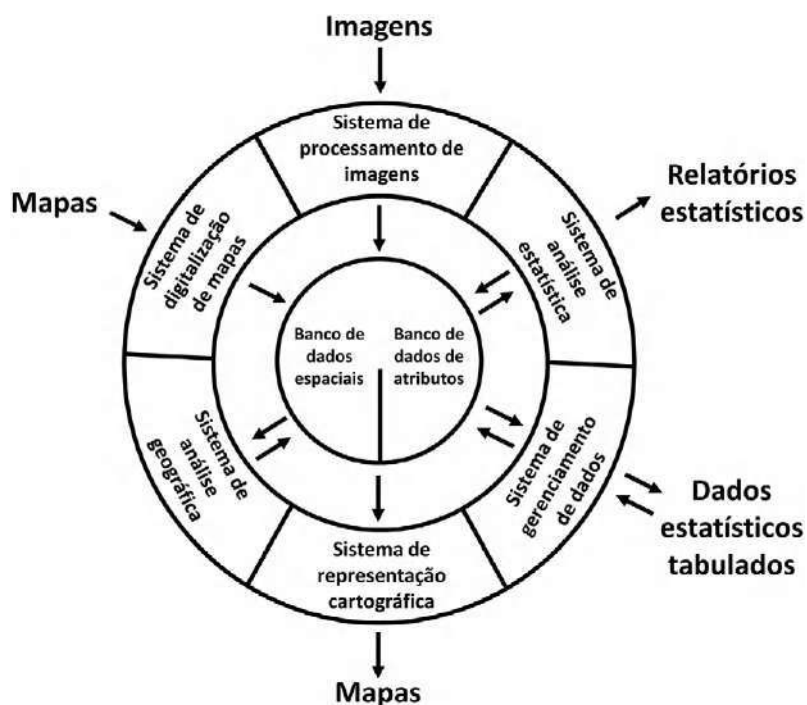 Imagens
Sistema de
processamento de
imagens
Mapas
Sistema de
digitalização
de mapas
Sistema de
análise
estatística
Relatórios
estatísticos
Banco de
dados
espaciais
Banco de
dados de
atributos
Sistema de
análise
geográfica
Sistema de
gerenciamento
de dados
Dados
estatísticos
tabulados
Sistema de
representação
cartográfica
Mapas